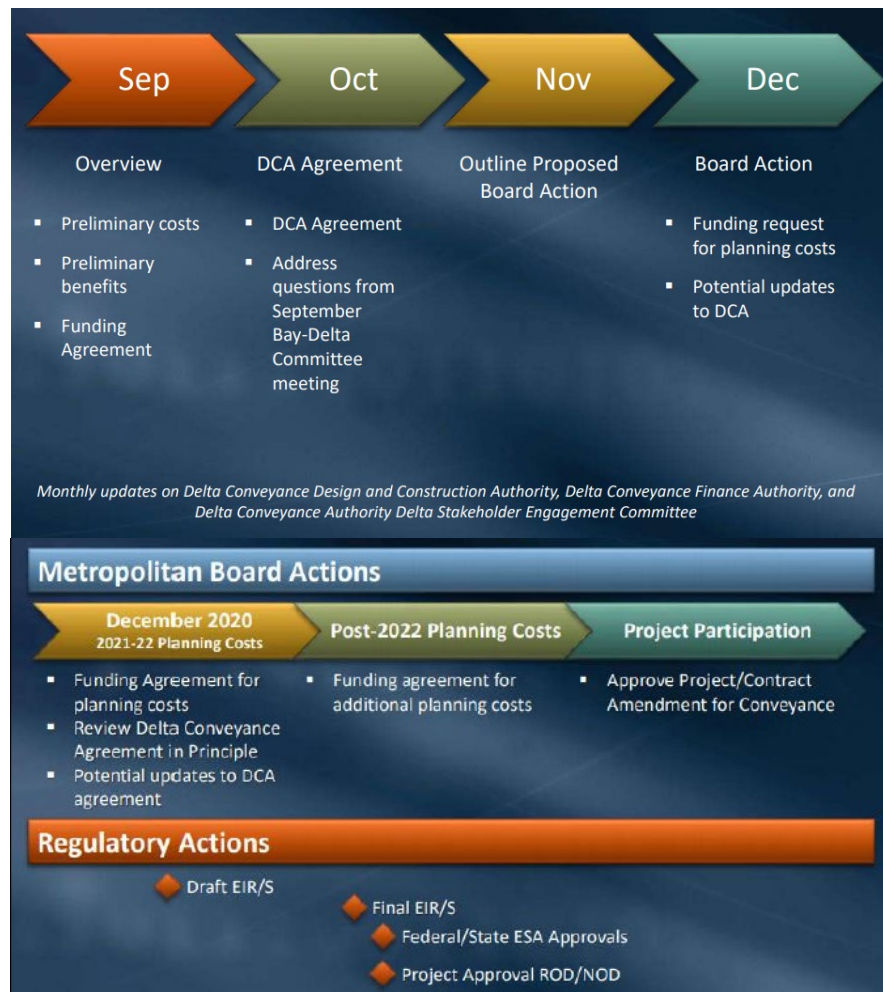 Sep
Oct
Nov
Dec
Overview
▪ Preliminary costs
▪ Preliminary
benefits
▪ Funding
Agreement
DCA Agreement
▪ DCA Agreement
▪ Address
questions from
September
Bay-Delta
Committee
meeting
Outline Proposed
Board Action
Board Action
▪ Funding request
for planning costs
▪ Potential updates
to DCA
Monthly updates on Delta Conveyance Design and Construction Authority, Delta Conveyance Finance Authority, and
Delta Conveyance Authority Delta Stakeholder Engagement Committee
Metropolitan Board Actions
December 2020
2021-22 Planning Costs
▪ Funding Agreement for
planning costs
▪ Review Delta Conveyance
Agreement in Principle
▪ Potential updates to DCA
agreement
Post-2022 Planning Costs
▪ Funding agreement for
additional planning costs
Project Participation
▪ Approve Project/Contract
Amendment for Conveyance
Regulatory Actions
Draft EIR/S
Final EIR/S
Federal/State ESA Approvals
Project Approval ROD/NOD